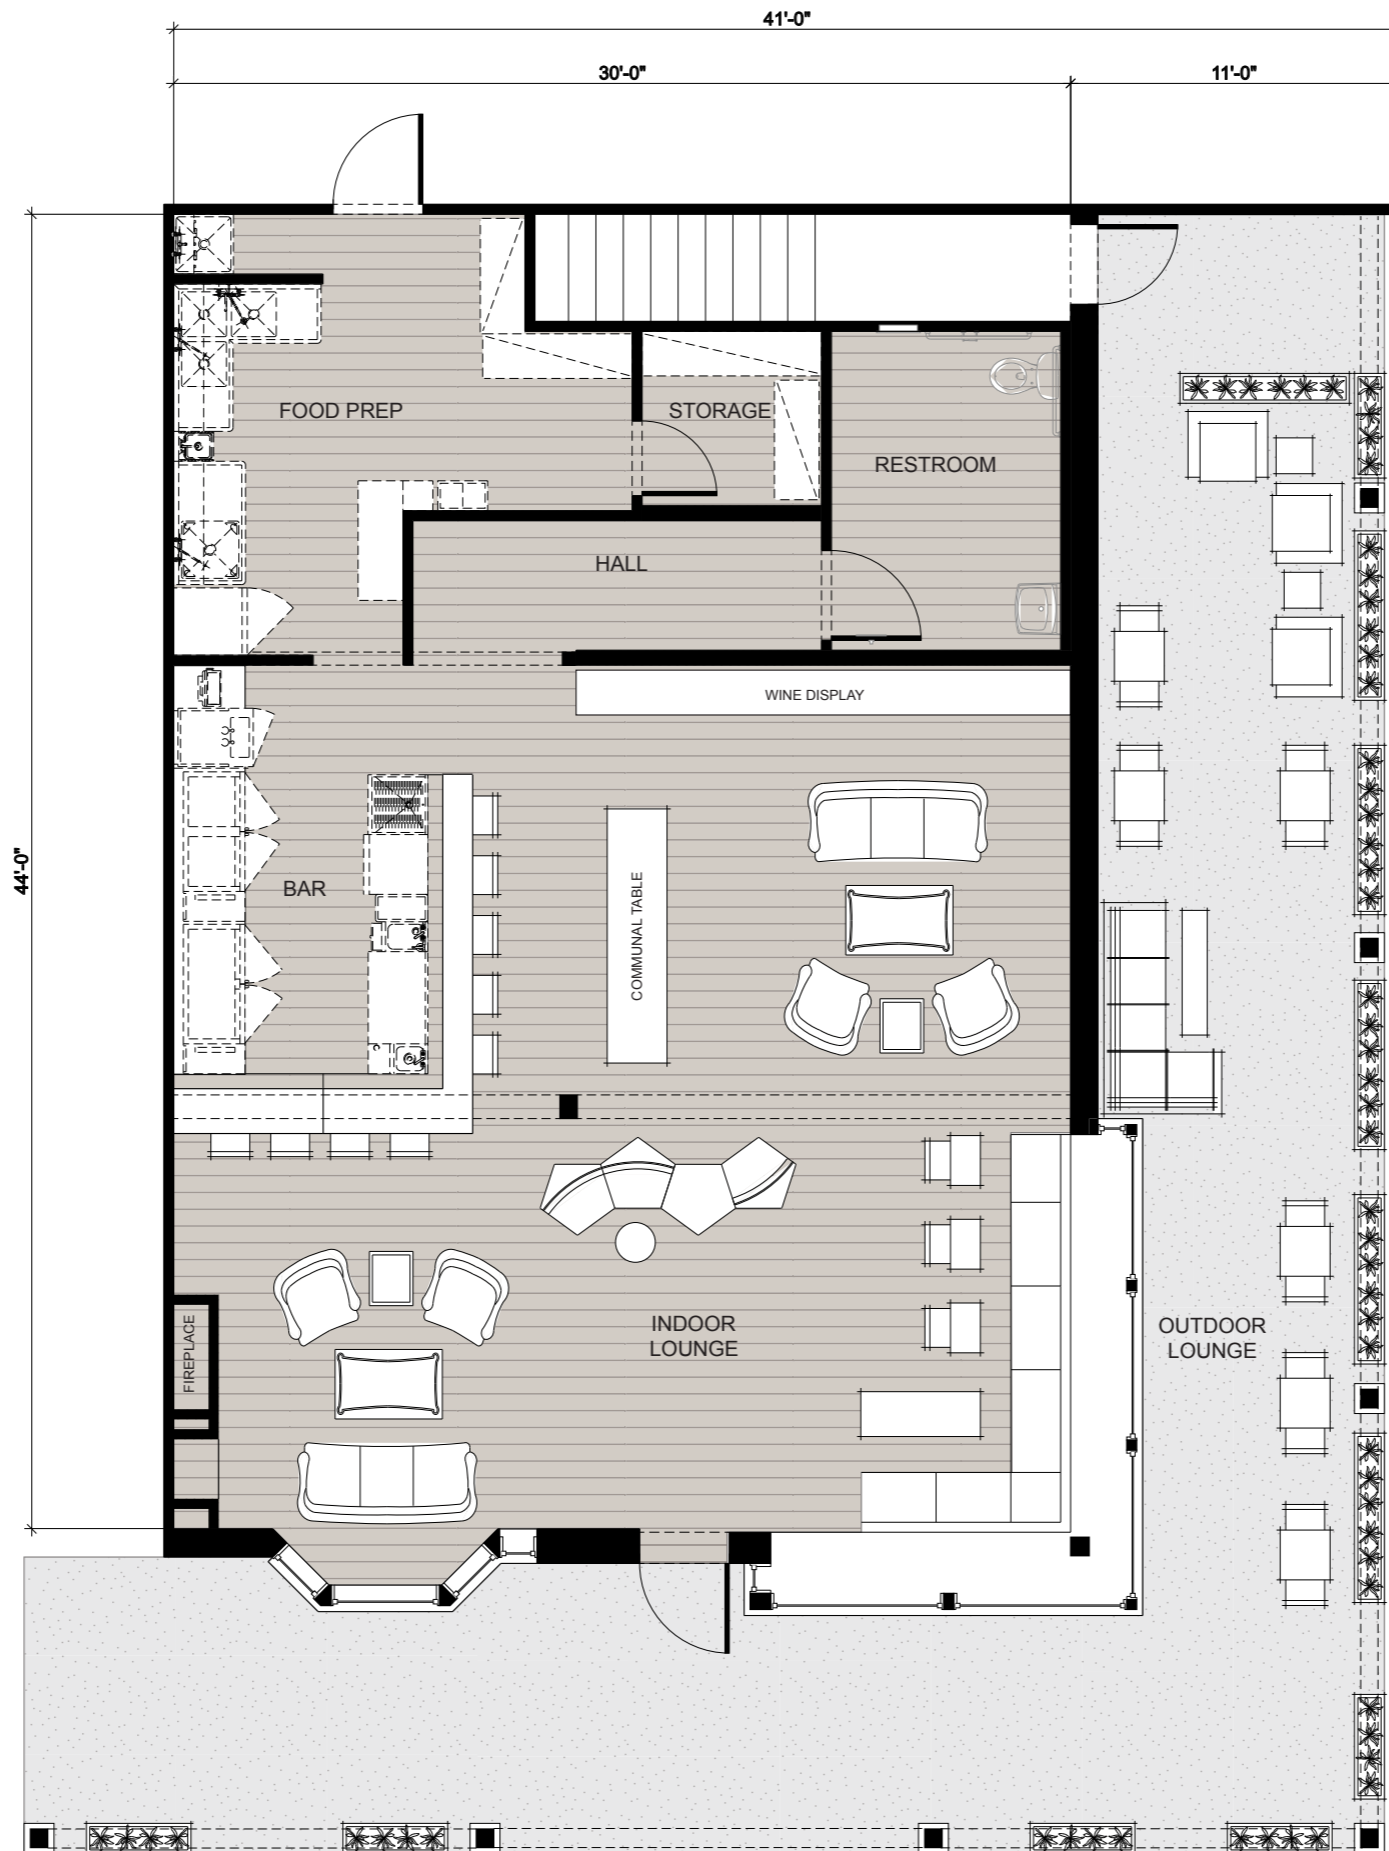 41'-0"
30'-0"
11'-0"
FOOD PREP
STORAGE
RESTROOM
HALL
WINE DISPLAY
44'-0"
BAR
COMMUNAL TABLE
FIREPLACE
INDOOR
LOUNGE
OUTDOOR
LOUNGE